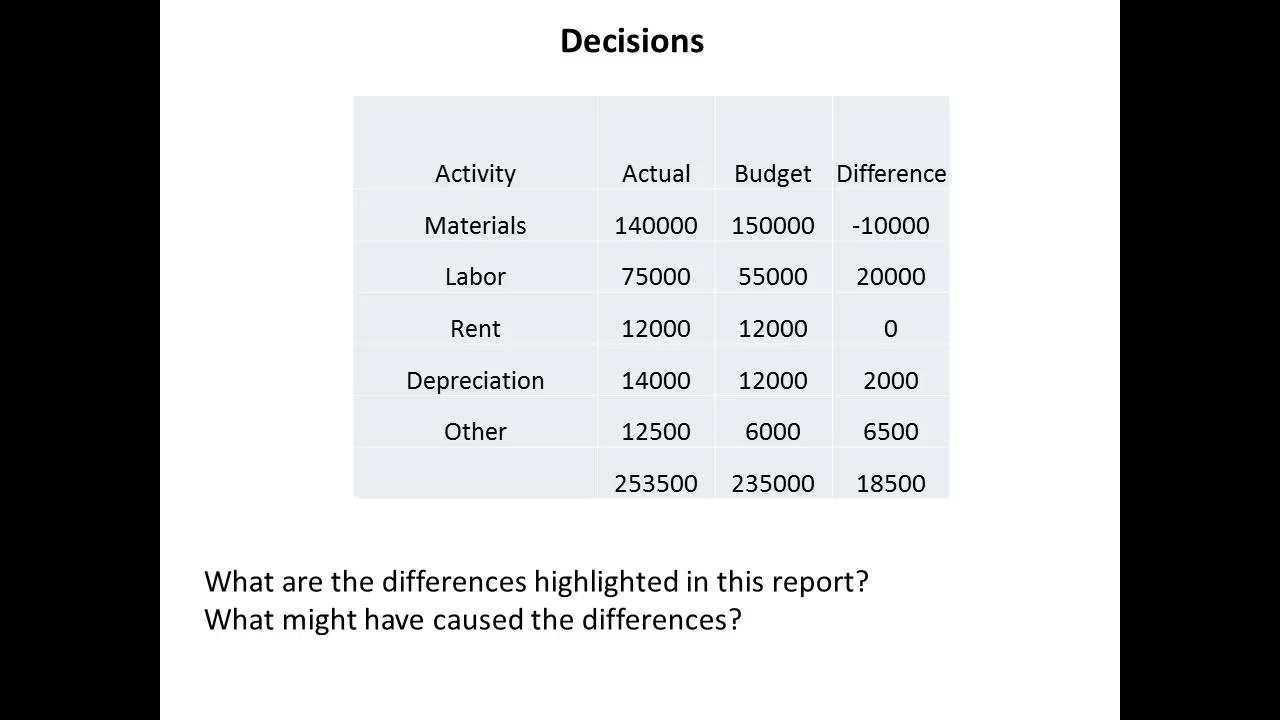 Decisions
Activity Actual Budget Difference
Materials 140000 150000 -10000
Labor 75000 55000 20000
Rent 12000 12000 0
Depreciation 14000 12000 2000
Other 12500 6000 6500
253500 235000 18500
What are the differences highlighted in this report?
What might have caused the differences?